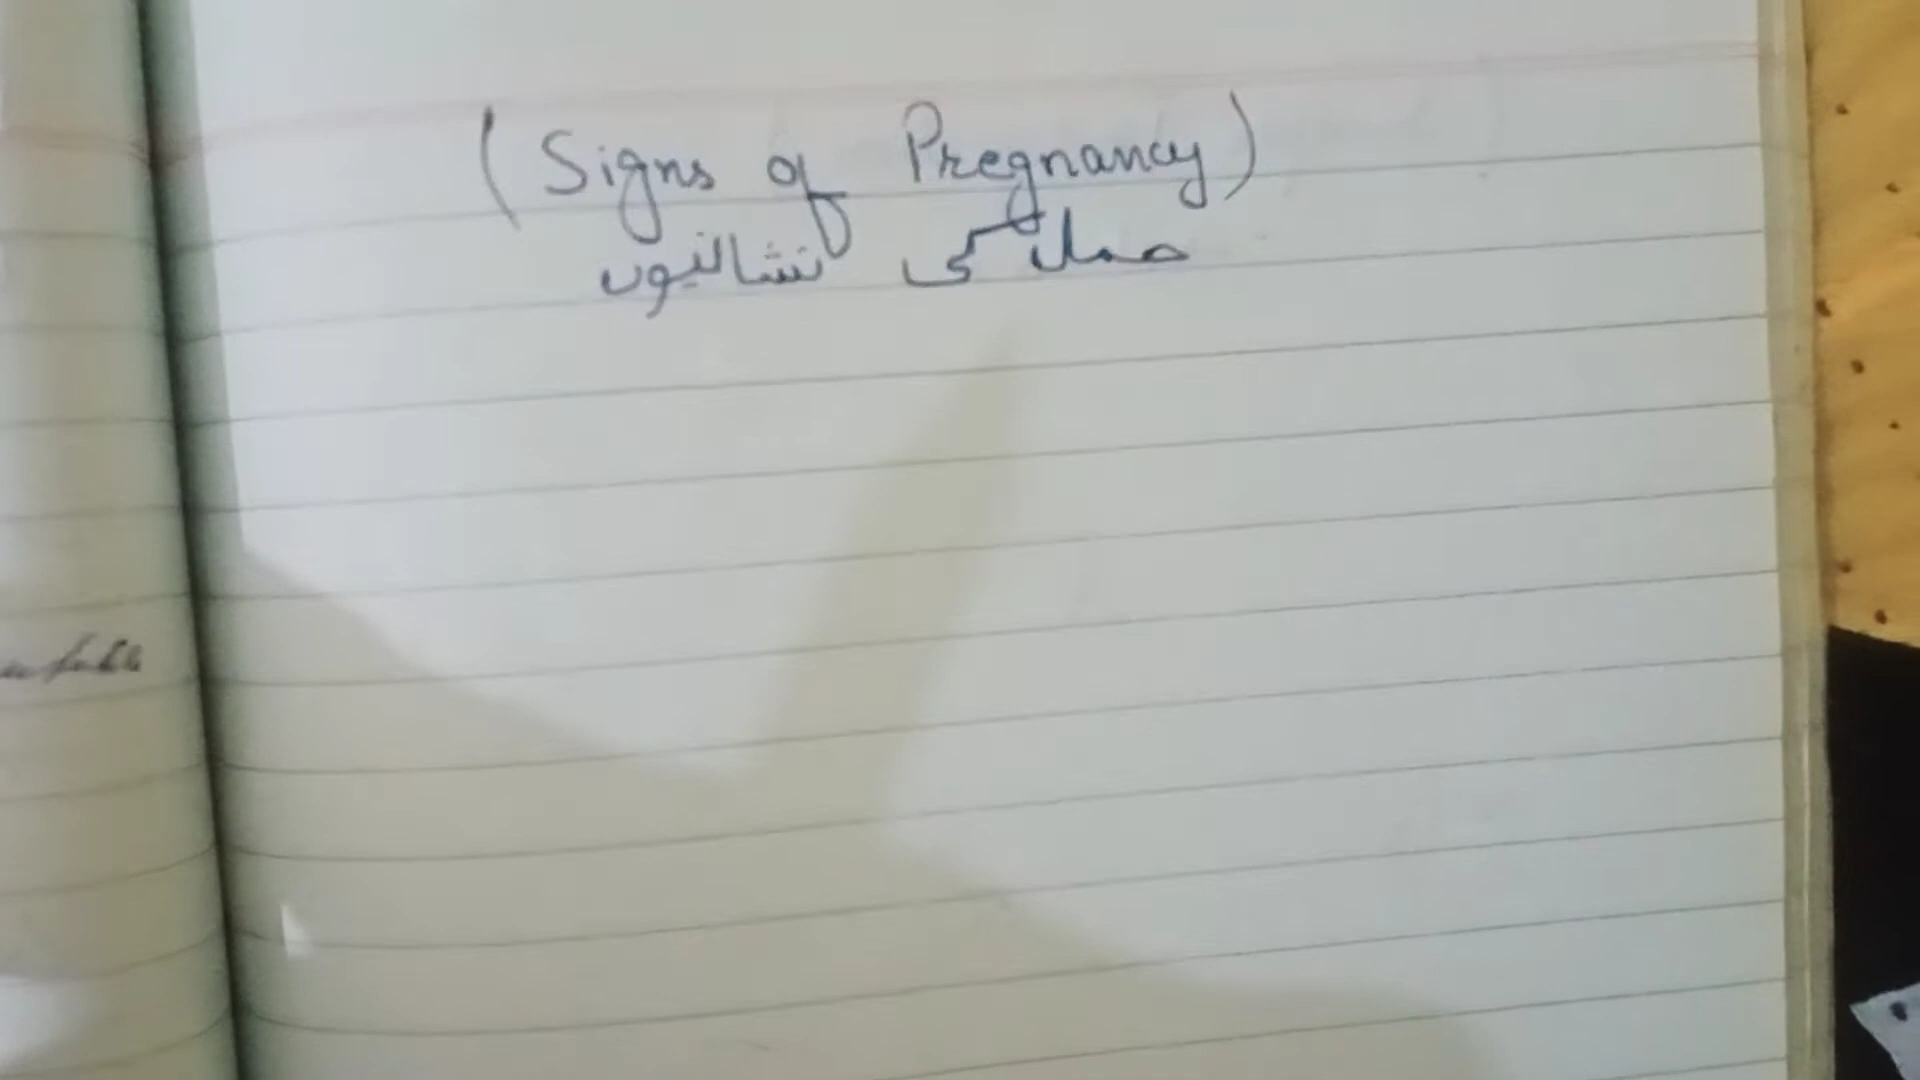 (Signs of Pregnancy)
حمل کی نشانیوں